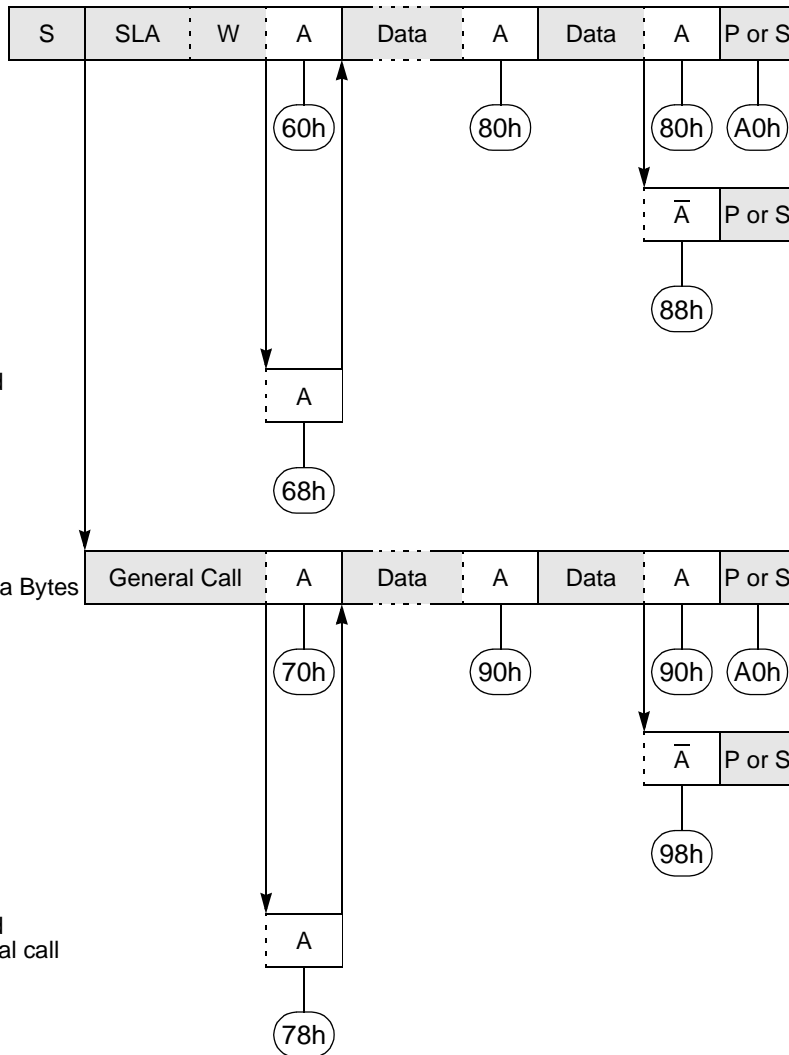 S SLA W A Data A Data A P or S
60h 80h 80h A0h
A̅ P or S
88h
A
68h
a Bytes General Call A Data A Data A P or S
70h 90h 90h A0h
A̅ P or S
98h
A
al call
78h